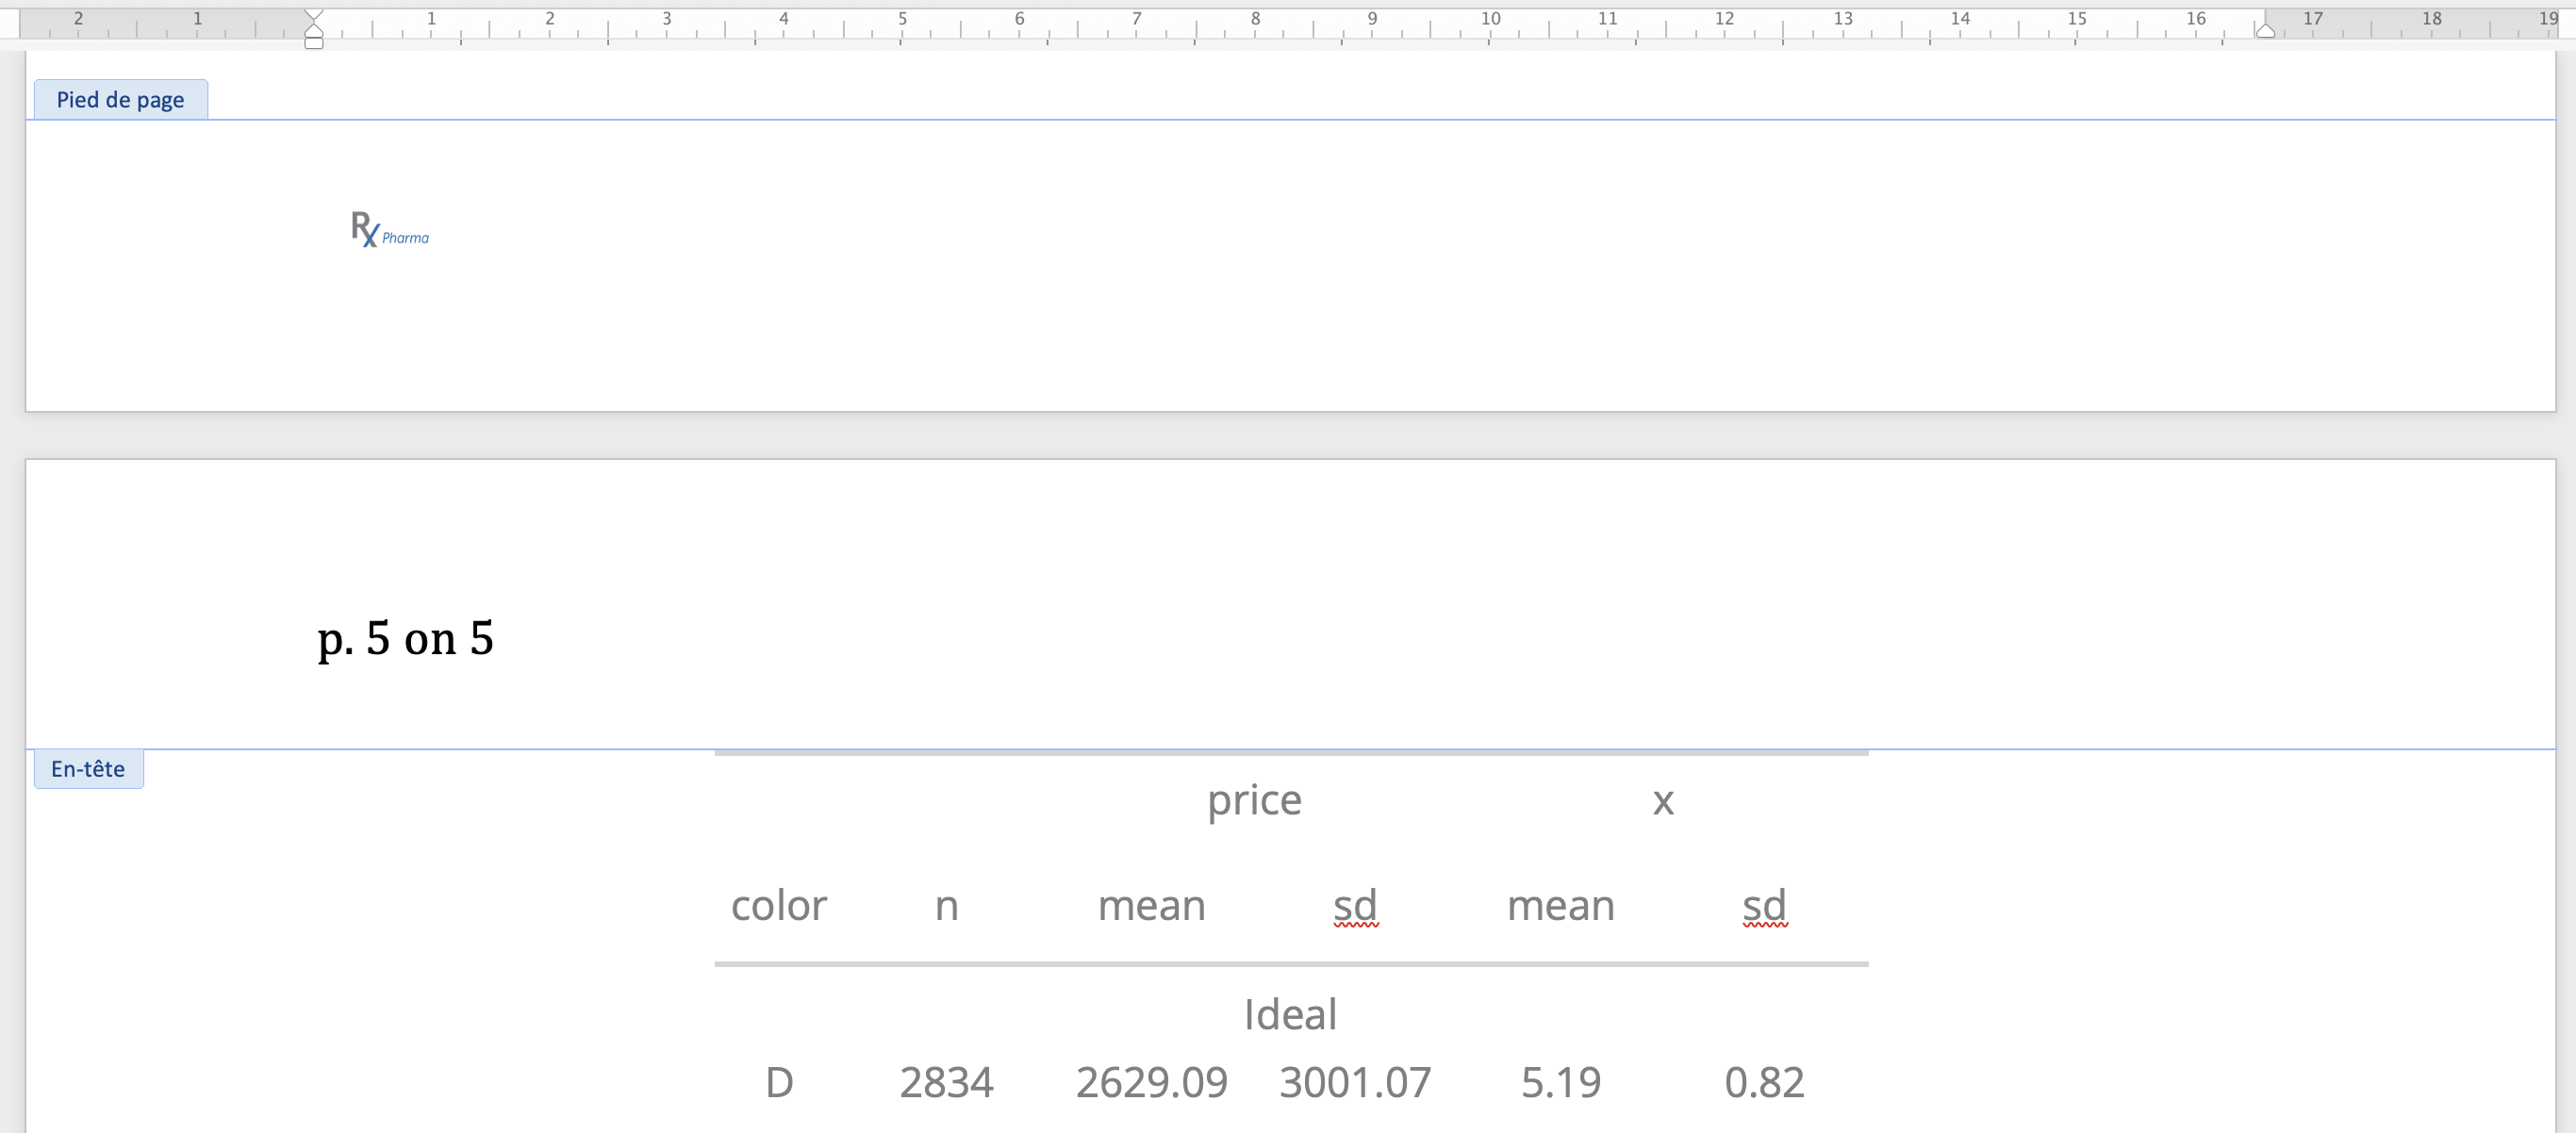 2 1 1 2 3 4 5 6 7 8 9 10 11 12 13 14 15 16 17 18 19
Pied de page
Rx Pharma
p. 5 on 5
En-tête
price x
color n mean sd mean sd
Ideal
D 2834 2629.09 3001.07 5.19 0.82